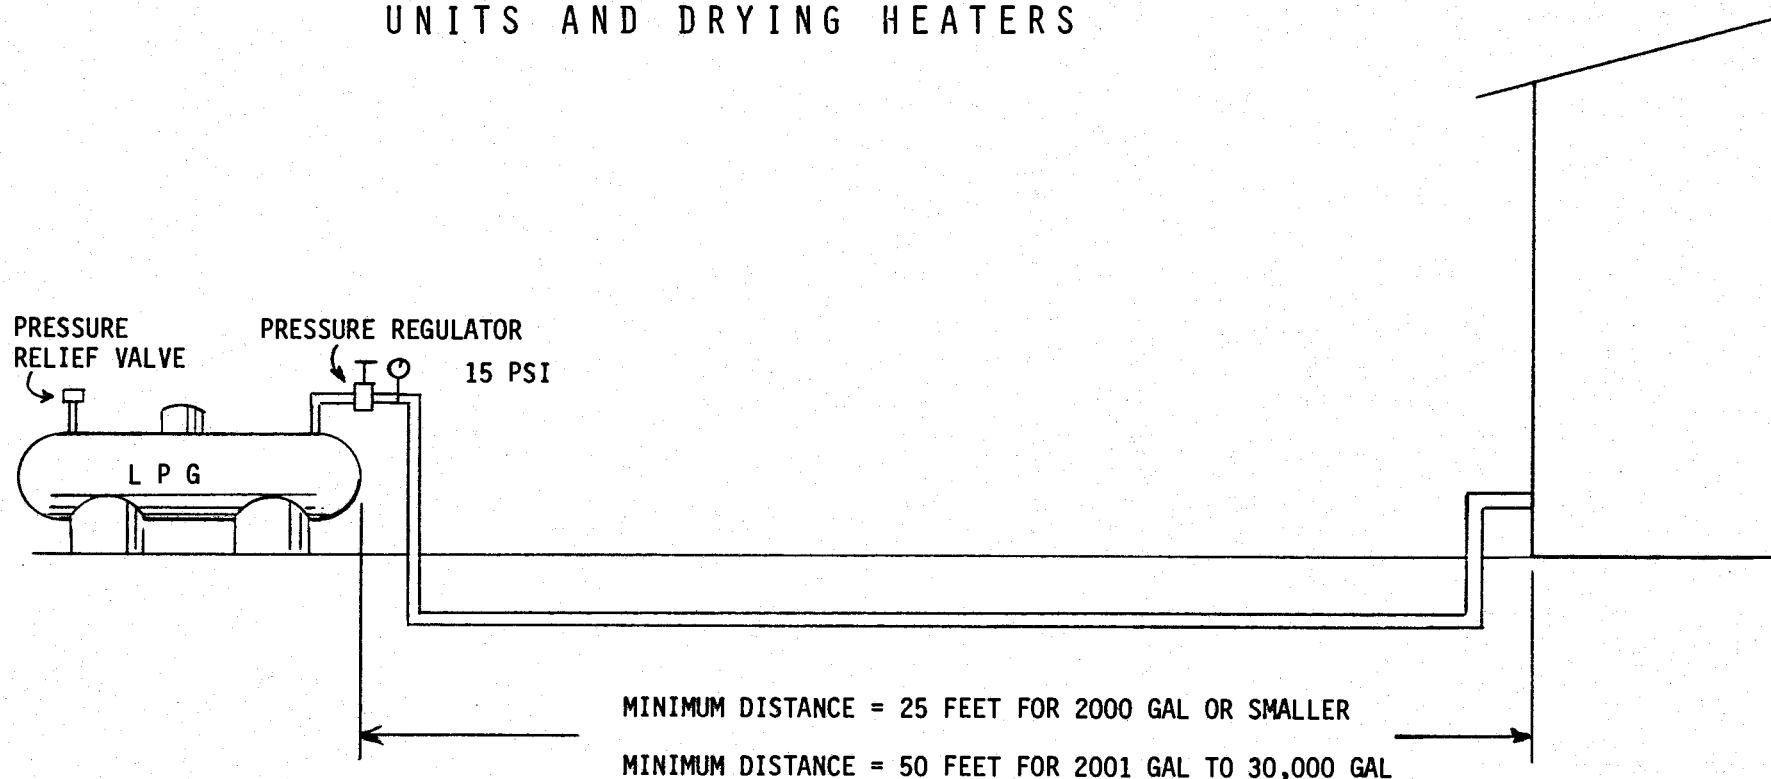 UNITS AND DRYING HEATERS
PRESSURE
RELIEF VALVE
PRESSURE REGULATOR
15 PSI
LPG
MINIMUM DISTANCE = 25 FEET FOR 2000 GAL OR SMALLER
MINIMUM DISTANCE = 50 FEET FOR 2001 GAL TO 30,000 GAL